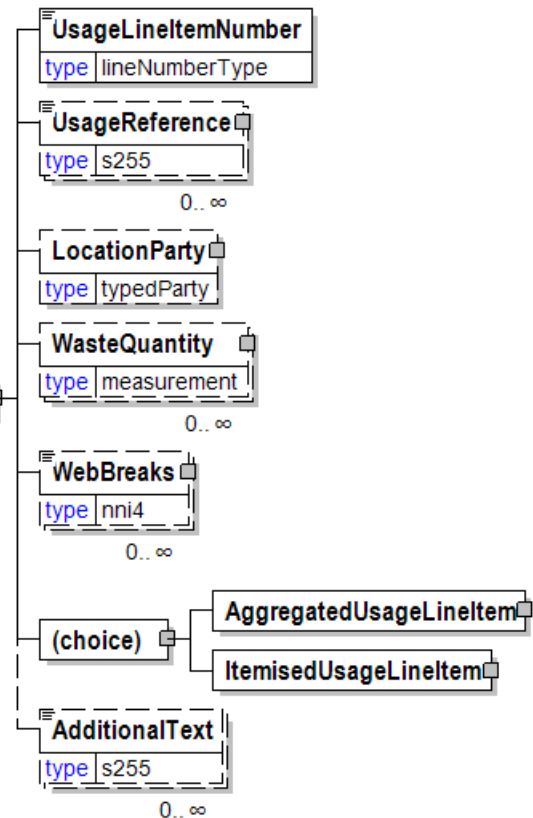 UsageLineItemNumber
type lineNumberType
UsageReference
type s255
0.. ∞
LocationParty
type typedParty
WasteQuantity
type measurement
0.. ∞
WebBreaks
type nni4
0.. ∞
(choice)
AggregatedUsageLineItem
ItemisedUsageLineItem
AdditionalText
type s255
0.. ∞